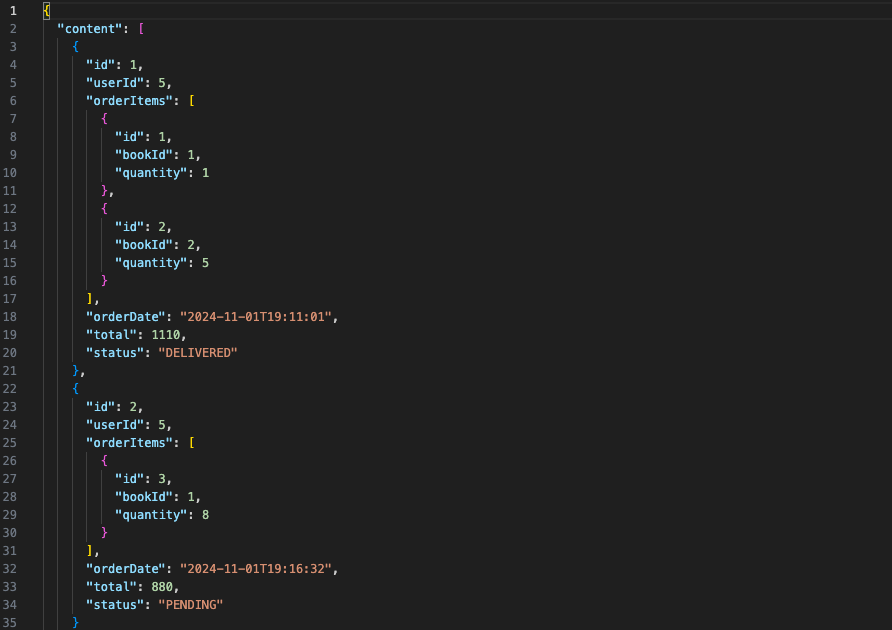 1 {
2   "content": [
3     {
4       "id": 1,
5       "userId": 5,
6       "orderItems": [
7         {
8           "id": 1,
9           "bookId": 1,
10           "quantity": 1
11         },
12         {
13           "id": 2,
14           "bookId": 2,
15           "quantity": 5
16         }
17       ],
18       "orderDate": "2024-11-01T19:11:01",
19       "total": 1110,
20       "status": "DELIVERED"
21     },
22     {
23       "id": 2,
24       "userId": 5,
25       "orderItems": [
26         {
27           "id": 3,
28           "bookId": 1,
29           "quantity": 8
30         }
31       ],
32       "orderDate": "2024-11-01T19:16:32",
33       "total": 880,
34       "status": "PENDING"
35     }